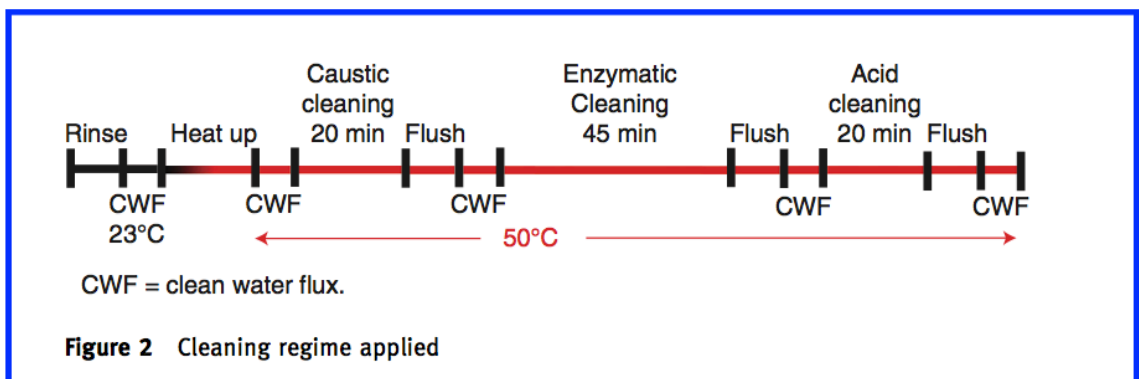 Caustic
cleaning
20 min
Enzymatic
Cleaning
45 min
Acid
cleaning
20 min
Rinse
Heat up
Flush
Flush
Flush
CWF
23°C
CWF
CWF
CWF
CWF
50°C
CWF = clean water flux.
Figure 2 Cleaning regime applied